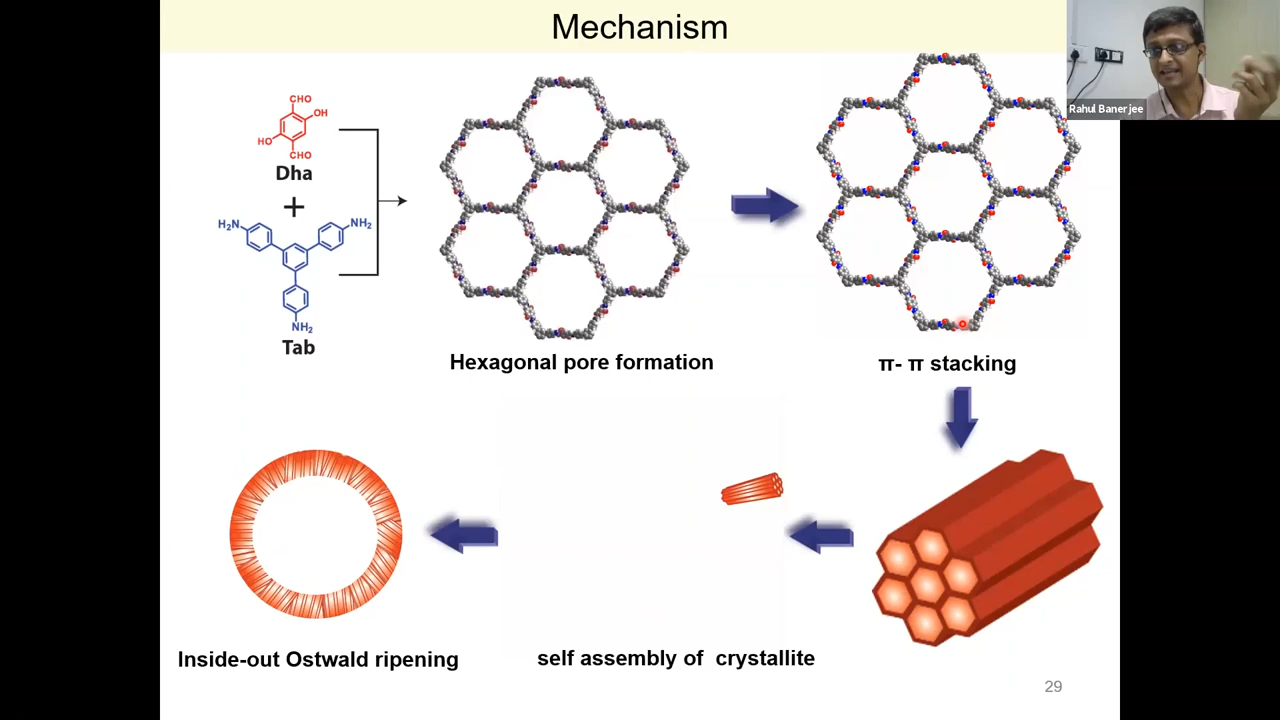 Mechanism
Rahul Banerjee
CHO
OH
HO
CHO
Dha
+
H₂N
NH₂
NH₂
Tab
Hexagonal pore formation
π- π stacking
Inside-out Ostwald ripening
self assembly of crystallite
29